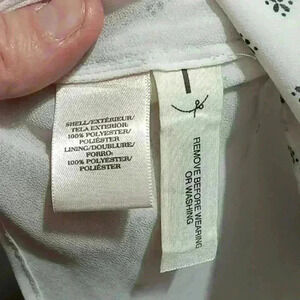 SHELL/EXTÉRIEUR/
TELA EXTERIOR:
100% POLYESTER/
POLIÉSTER
LINING/DOUBLURE/
FORRO:
100% POLYESTER/
POLIÉSTER
REMOVE BEFORE WEARING
OR WASHING